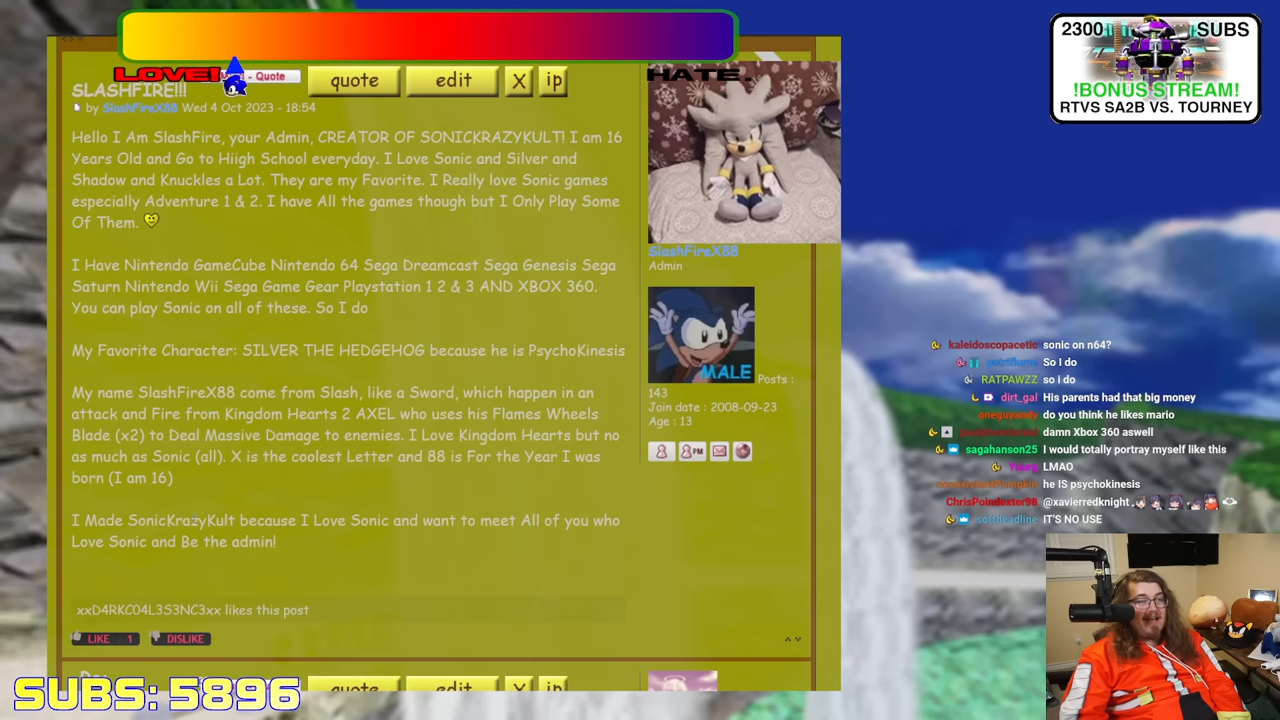 2300 SUBS
!BONUS STREAM!
RTVS SA2B VS. TOURNEY
LOVE!
HATE.
- Quote
quote
edit
X
ip
SLASHFIRE!!!
by SlashFireX88 Wed 4 Oct 2023 - 18:54
Hello I Am SlashFire, your Admin, CREATOR OF SONICKRAZYKULT! I am 16
Years Old and Go to Hiigh School everyday. I Love Sonic and Silver and
Shadow and Knuckles a Lot. They are my Favorite. I Really love Sonic games
especially Adventure 1 & 2. I have All the games though but I Only Play Some
Of Them.
I Have Nintendo GameCube Nintendo 64 Sega Dreamcast Sega Genesis Sega
Saturn Nintendo Wii Sega Game Gear Playstation 1 2 & 3 AND XBOX 360.
You can play Sonic on all of these. So I do
My Favorite Character: SILVER THE HEDGEHOG because he is PsychoKinesis
My name SlashFireX88 come from Slash, like a Sword, which happen in an
attack and Fire from Kingdom Hearts 2 AXEL who uses his Flames Wheels
Blade (x2) to Deal Massive Damage to enemies. I Love Kingdom Hearts but no
as much as Sonic (all). X is the coolest Letter and 88 is For the Year I was
born (I am 16)
I Made SonicKrazyKult because I Love Sonic and want to meet All of you who
Love Sonic and Be the admin!
xxD4RKC04L3S3NC3xx likes this post
LIKE 1
DISLIKE
SlashFireX88
Admin
MALE
Posts :
143
Join date : 2008-09-23
Age : 13
PM
quote
edit
X
ip
SUBS: 5896
kaleidoscopacetic sonic on n64?
So I do
RATPAWZZ so i do
dirt_gal His parents had that big money
oneguyandy do you think he likes mario
damn Xbox 360 aswell
sagahanson25 I would totally portray myself like this
LMAO
he IS psychokinesis
ChrisPoindexter98 @xavierredknight ,
softdeadline IT'S NO USE